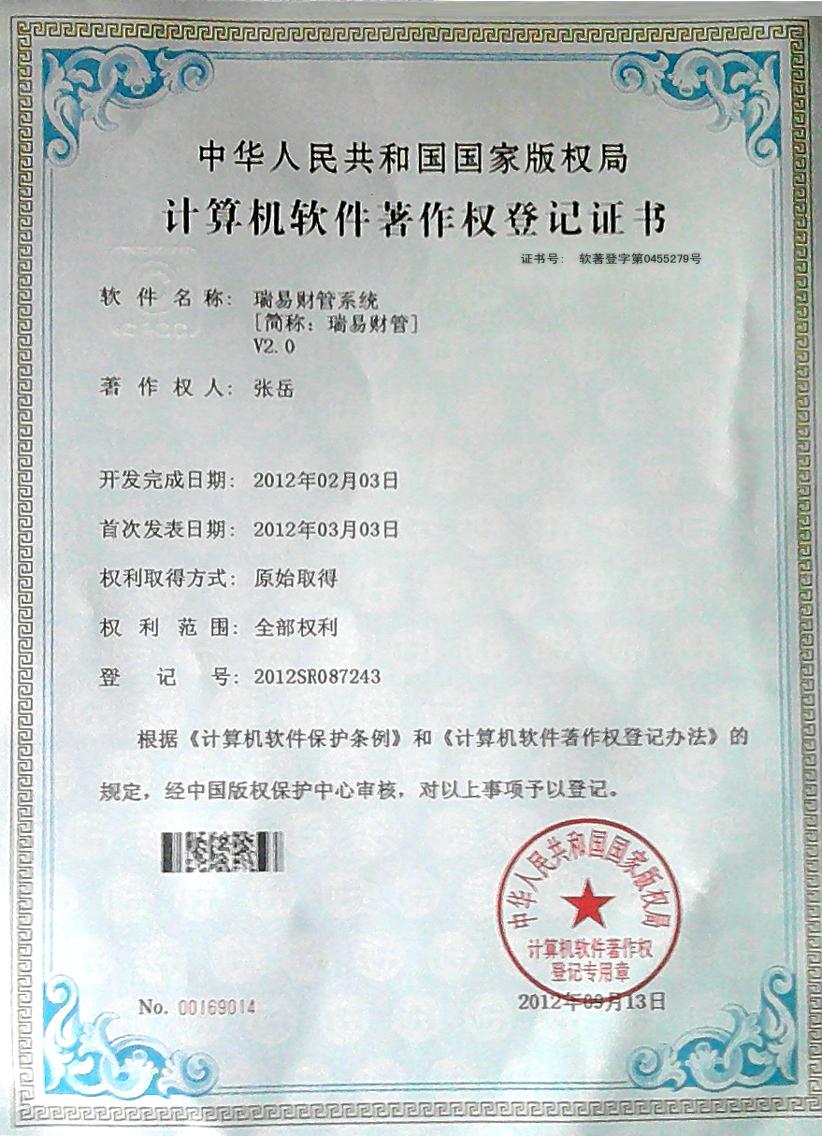 中华人民共和国国家版权局
计算机软件著作权登记证书
证书号： 软著登字第0455279号
软件名称： 瑞易财管系统
[简称：瑞易财管]
V2.0
著作权人： 张岳
开发完成日期： 2012年02月03日
首次发表日期： 2012年03月03日
权利取得方式： 原始取得
权利范围： 全部权利
登记号： 2012SR087243
根据《计算机软件保护条例》和《计算机软件著作权登记办法》的
规定，经中国版权保护中心审核，对以上事项予以登记。
中华人民共和国国家版权局
计算机软件著作权
登记专用章
No. 00169014
2012年09月13日